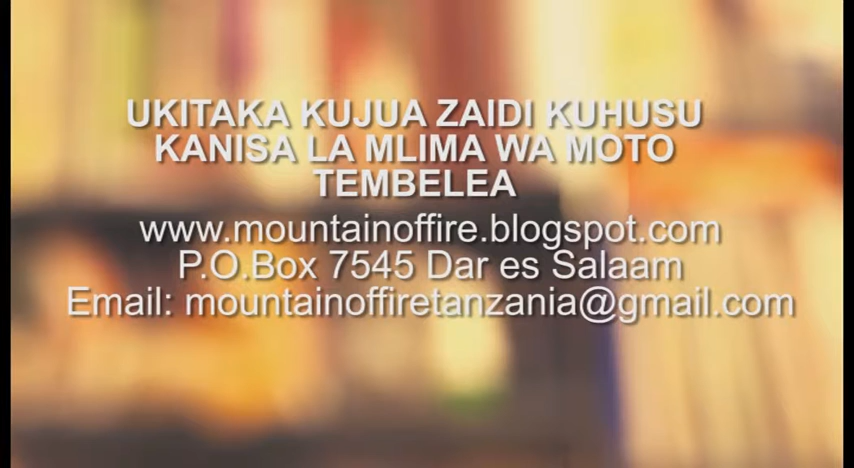 UKITAKA KUJUA ZAIDI KUHUSU
KANISA LA MLIMA WA MOTO
TEMBELEA
www.mountainoffire.blogspot.com
P.O.Box 7545 Dar es Salaam
Email: mountainoffiretanzania@gmail.com